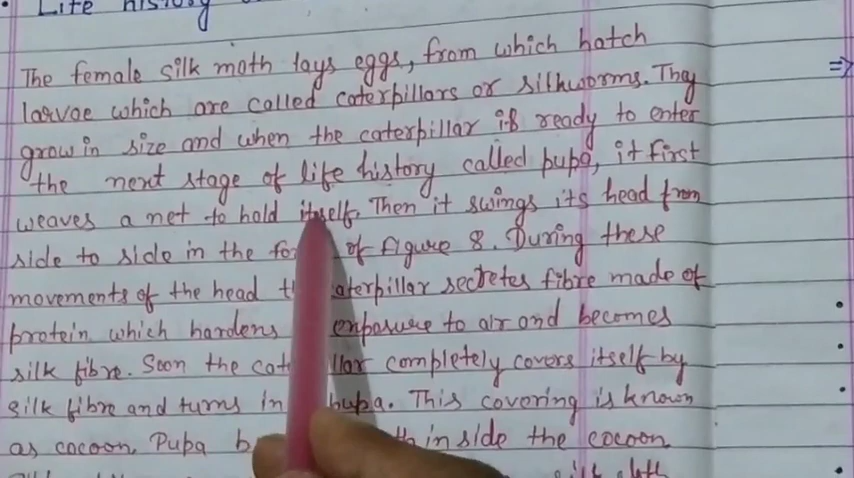 Life history
The female silk moth lays eggs, from which hatch
larvae which are called caterpillars or silkworms. They
grow in size and when the caterpillar is ready to enter
the next stage of life history called pupa, it first
weaves a net to hold itself. Then it swings its head from
side to side in the of figure 8. During these
movements of the head caterpillar secretes fibre made of
protein which hardens exposure to air and becomes
silk fibre. Soon the completely covers itself by
silk fibre and turns in pupa. This covering is known
as cocoon. Pupa inside the cocoon